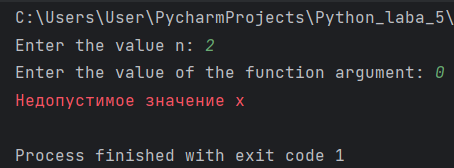 C:\Users\User\PycharmProjects\Python_laba_5\
Enter the value n: 2
Enter the value of the function argument: 0
Недопустимое значение x
Process finished with exit code 1